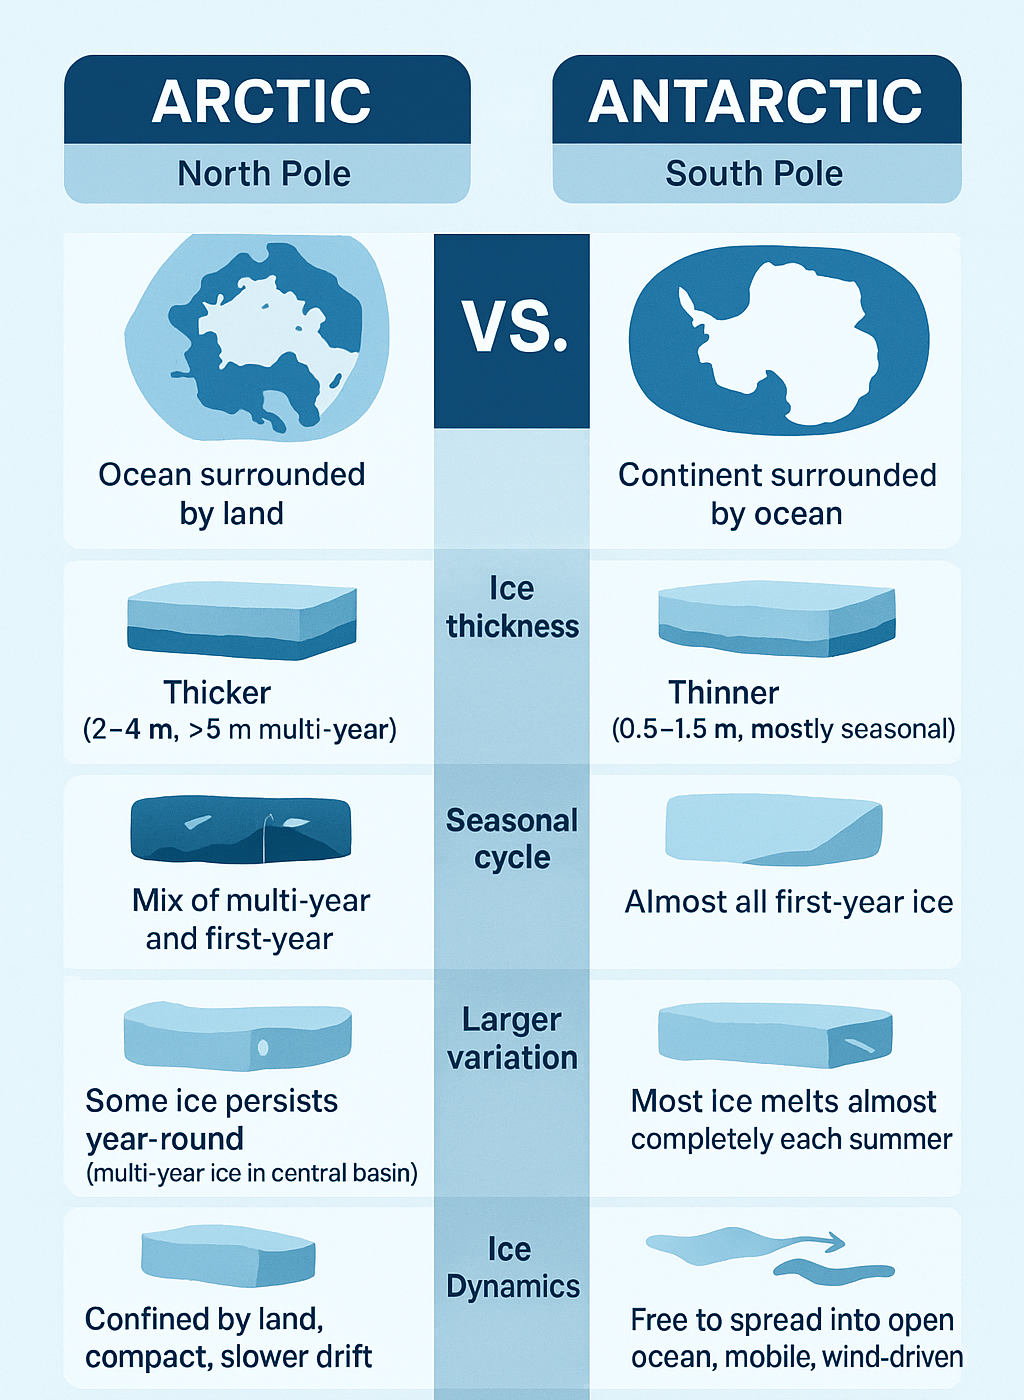 ARCTIC
North Pole
ANTARCTIC
South Pole
VS.
Ocean surrounded
by land
Continent surrounded
by ocean
Ice
thickness
Thicker
(2–4 m, >5 m multi-year)
Thinner
(0.5–1.5 m, mostly seasonal)
Seasonal
cycle
Mix of multi-year
and first-year
Almost all first-year ice
Larger
variation
Some ice persists
year-round
(multi-year ice in central basin)
Most ice melts almost
completely each summer
Ice
Dynamics
Confined by land,
compact, slower drift
Free to spread into open
ocean, mobile, wind-driven